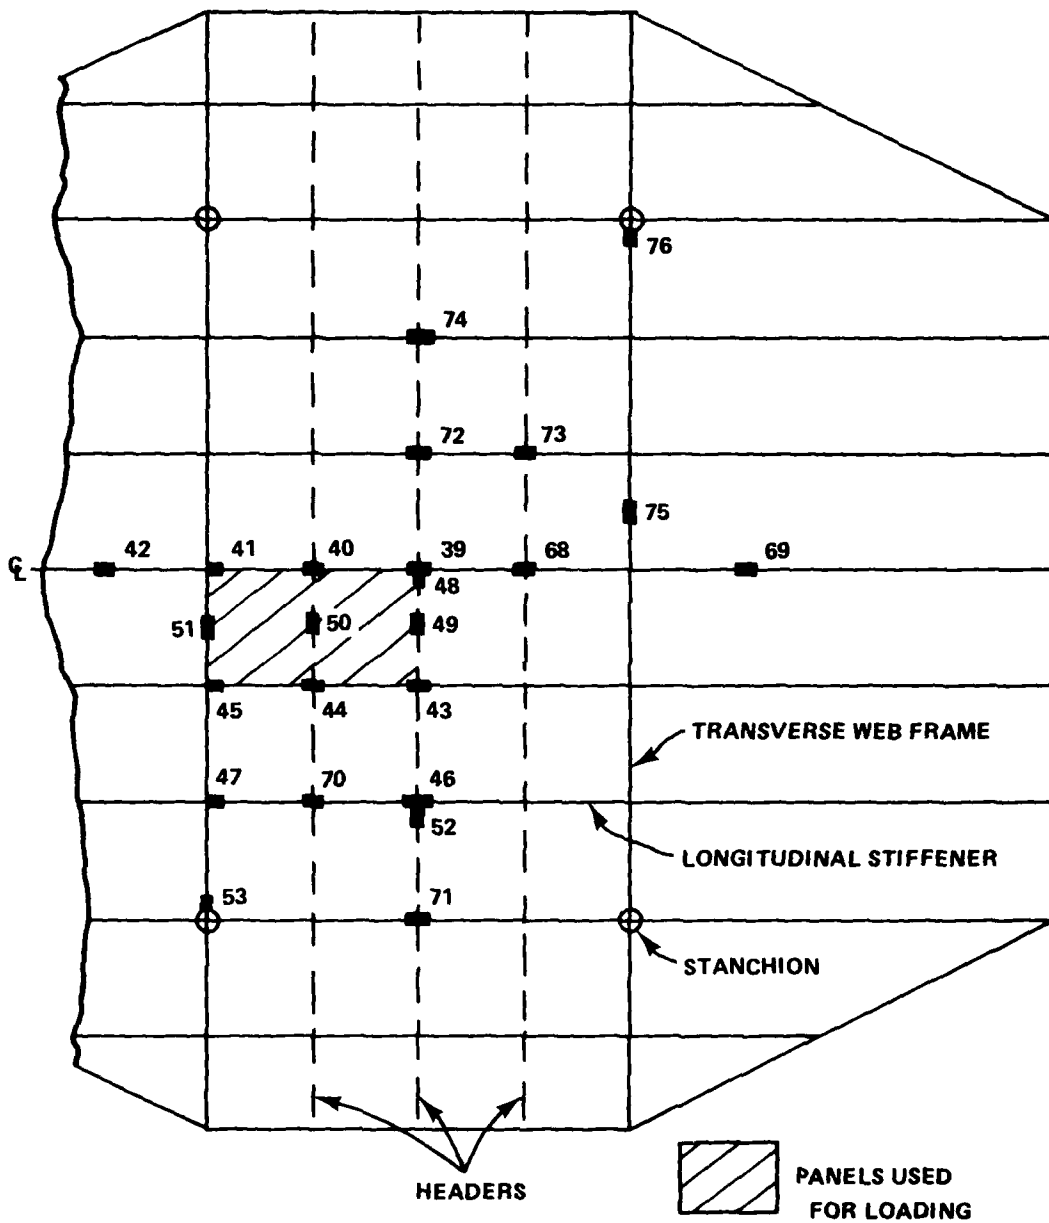 76
74
72 73
75
℄ 42 41 40 39 68 69
48
51 50 49
45 44 43
TRANSVERSE WEB FRAME
47 70 46
52
LONGITUDINAL STIFFENER
53 71
STANCHION
HEADERS
PANELS USED
FOR LOADING